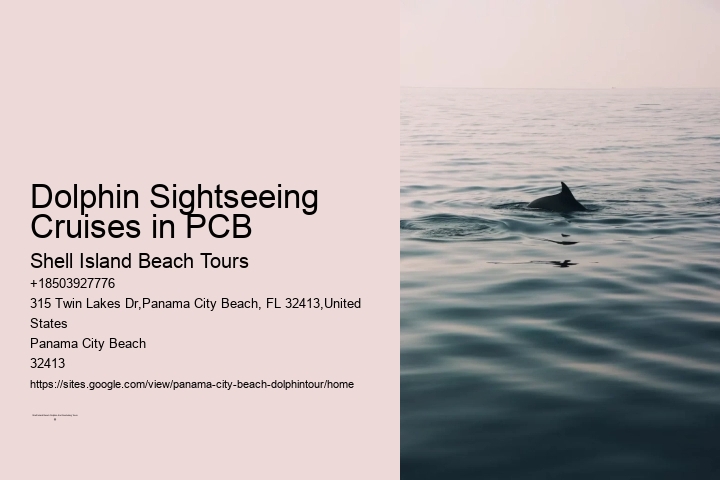 Dolphin Sightseeing
Cruises in PCB
Shell Island Beach Tours
+18503927776
315 Twin Lakes Dr,Panama City Beach, FL 32413,United
States
Panama City Beach
32413
https://sites.google.com/view/panama-city-beach-dolphintour/home